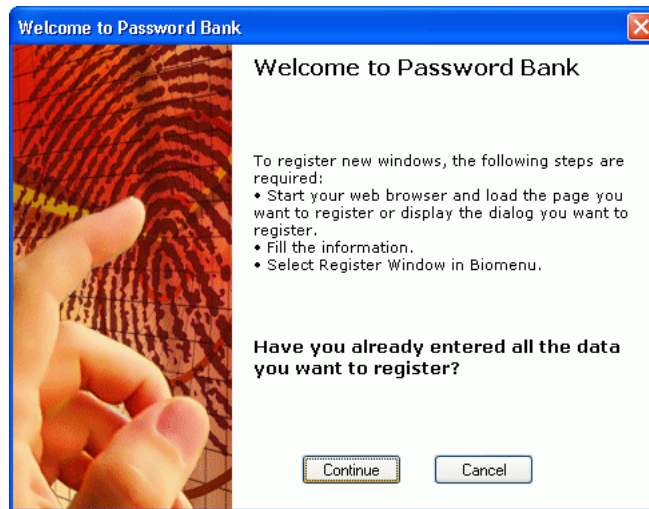 Welcome to Password Bank
Welcome to Password Bank
To register new windows, the following steps are
required:
• Start your web browser and load the page you
want to register or display the dialog you want to
register.
• Fill the information.
• Select Register Window in Biomenu.
Have you already entered all the data
you want to register?
Continue
Cancel